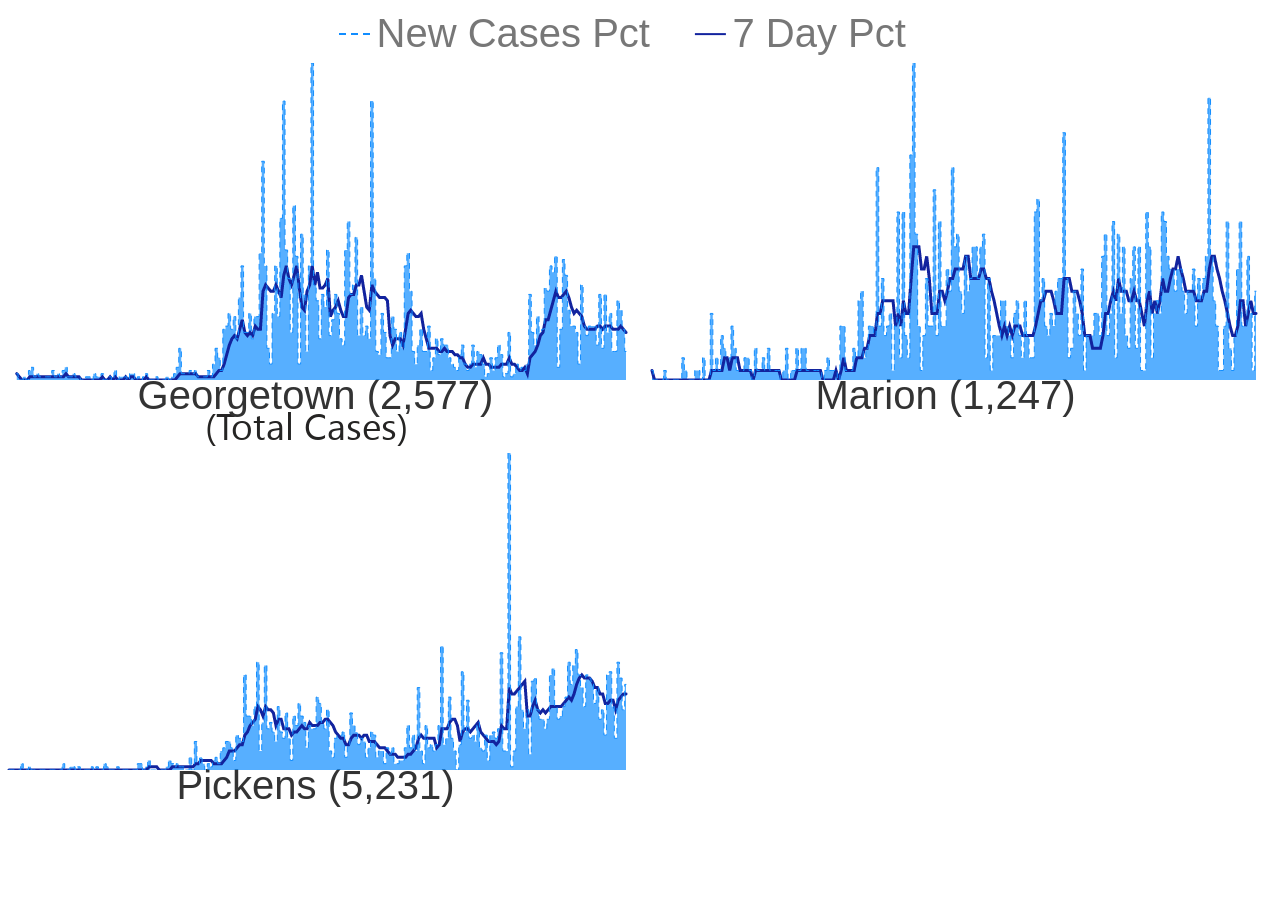 New Cases Pct 7 Day Pct
Georgetown (2,577) Marion (1,247)
(Total Cases)
Pickens (5,231)